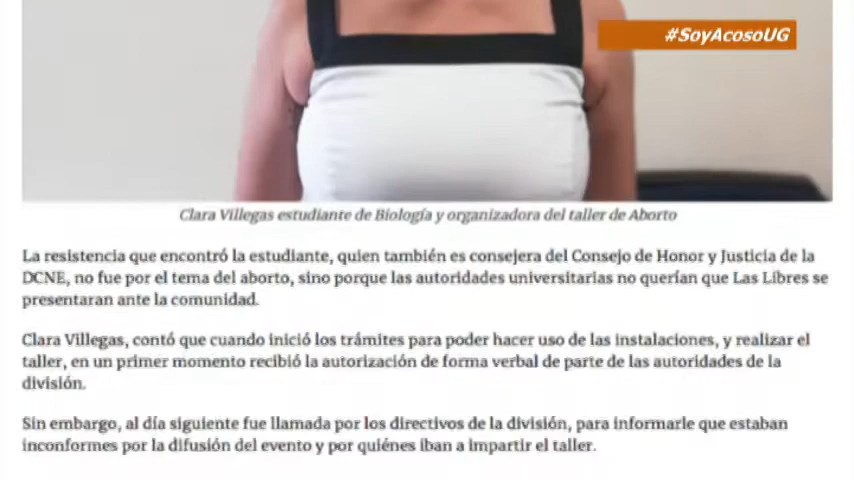 #SoyAcosoUG
Clara Villegas estudiante de Biología y organizadora del taller de Aborto
La resistencia que encontró la estudiante, quien también es consejera del Consejo de Honor y Justicia de la
DCNE, no fue por el tema del aborto, sino porque las autoridades universitarias no querían que Las Libres se
presentaran ante la comunidad.
Clara Villegas, contó que cuando inició los trámites para poder hacer uso de las instalaciones, y realizar el
taller, en un primer momento recibió la autorización de forma verbal de parte de las autoridades de la
división.
Sin embargo, al día siguiente fue llamada por los directivos de la división, para informarle que estaban
inconformes por la difusión del evento y por quiénes iban a impartir el taller.